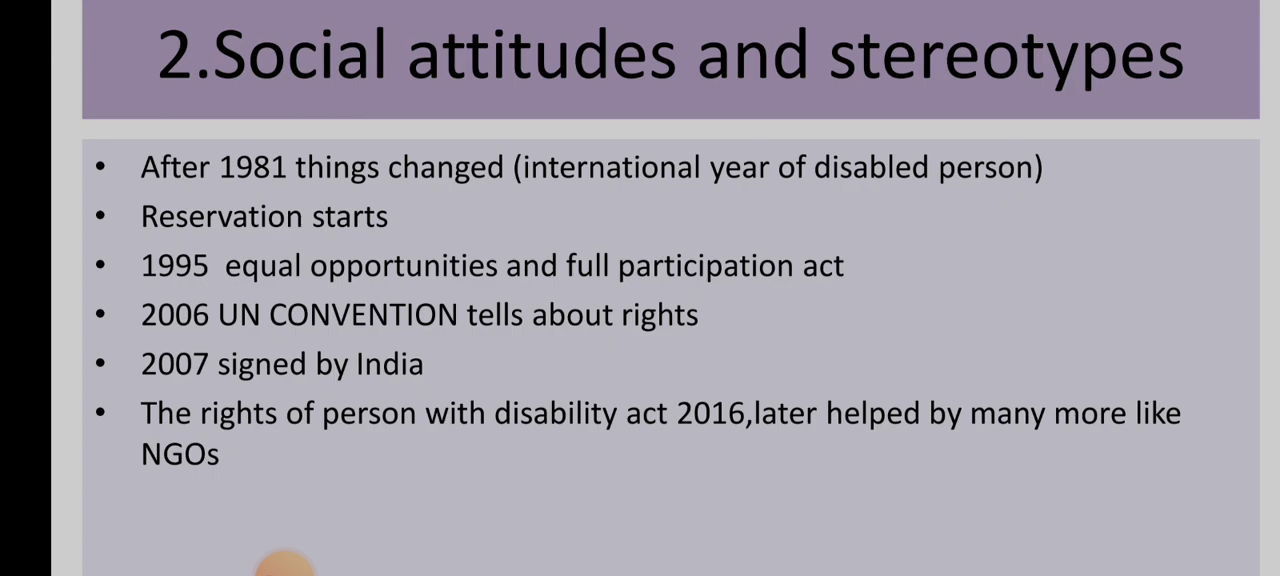 2.Social attitudes and stereotypes
• After 1981 things changed (international year of disabled person)
• Reservation starts
• 1995  equal opportunities and full participation act
• 2006 UN CONVENTION tells about rights
• 2007 signed by India
• The rights of person with disability act 2016,later helped by many more like
NGOs